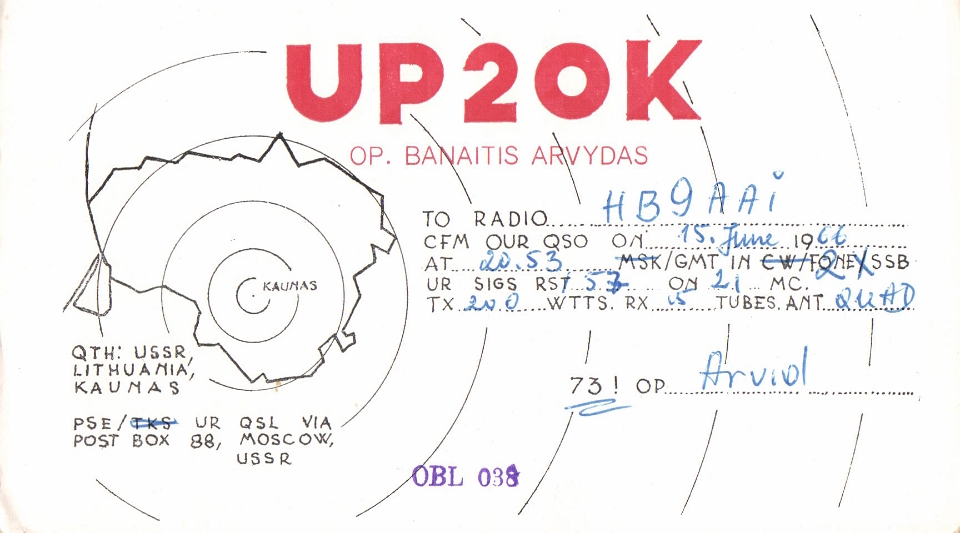 UP2OK
OP. BANAITIS ARVYDAS
TO RADIO HB9AAi
CFM OUR QSO ON 15. June 1966
AT 20.53 MSK/GMT IN CW/FONE/2X SSB
UR SIGS RST 57 ON 21 MC.
TX 200 WTTS. RX 15 TUBES. ANT QUAD
KAUNAS
QTH: USSR,
LITHUANIA,
KAUNAS
73! OP. Arvid
PSE/TKS UR QSL VIA
POST BOX 88, MOSCOW,
USSR
OBL 038